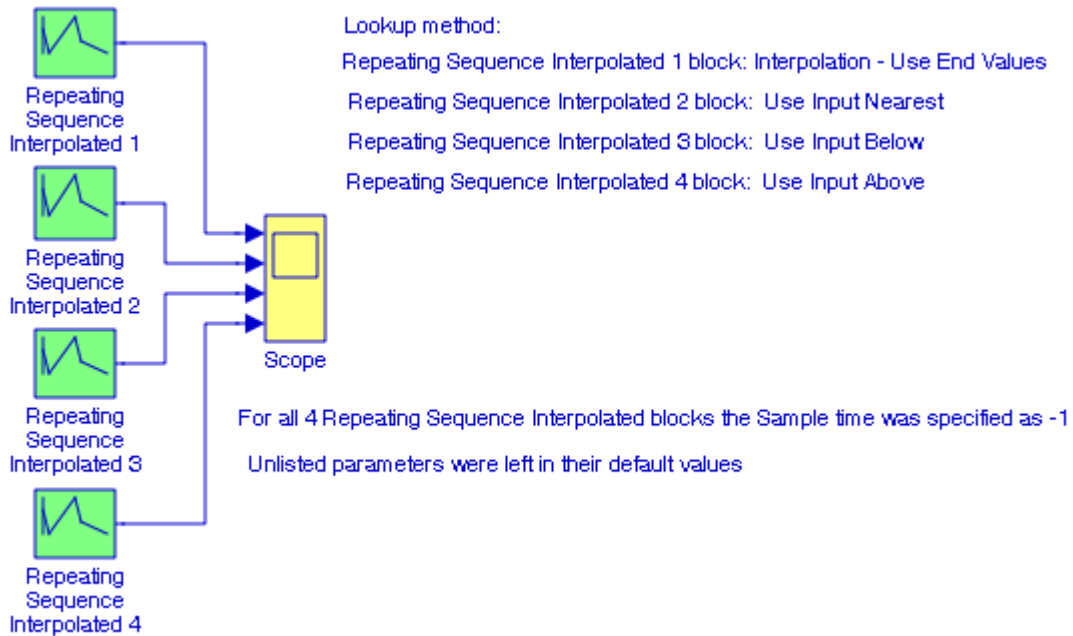 Lookup method:
Repeating Sequence Interpolated 1 block: Interpolation - Use End Values
Repeating Sequence Interpolated 2 block: Use Input Nearest
Repeating Sequence Interpolated 3 block: Use Input Below
Repeating Sequence Interpolated 4 block: Use Input Above
Repeating
Sequence
Interpolated 1
Repeating
Sequence
Interpolated 2
Scope
Repeating
Sequence
Interpolated 3
For all 4 Repeating Sequence Interpolated blocks the Sample time was specified as -1
Unlisted parameters were left in their default values
Repeating
Sequence
Interpolated 4